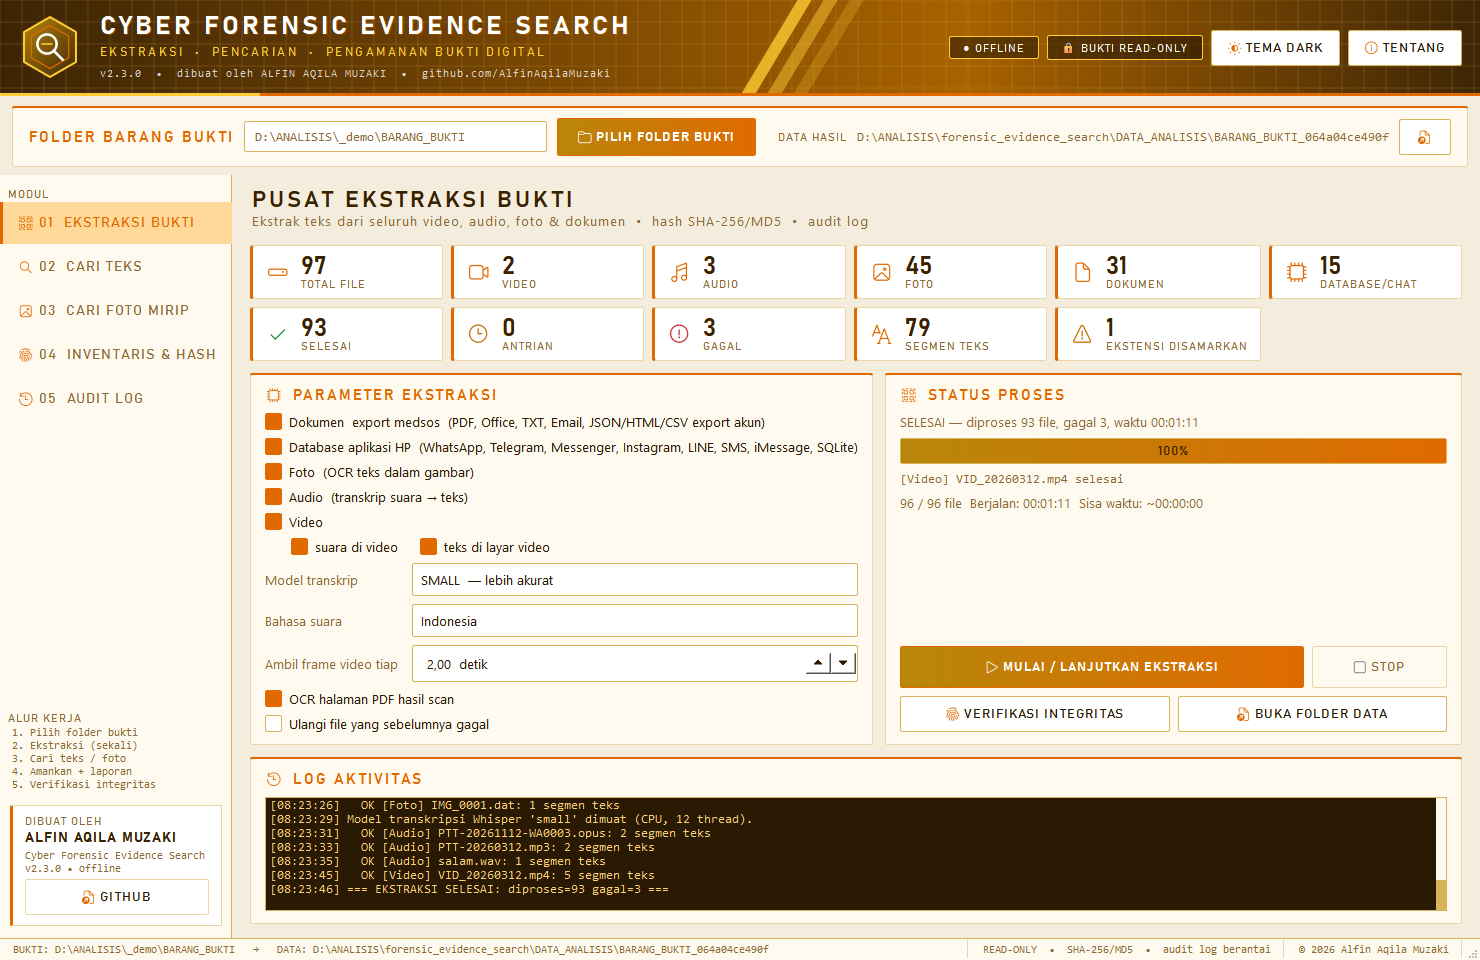 CYBER FORENSIC EVIDENCE SEARCH
EKSTRAKSI · PENCARIAN · PENGAMANAN BUKTI DIGITAL
v2.3.0 • dibuat oleh ALFIN AQILA MUZAKI • github.com/AlfinAqilaMuzaki
● OFFLINE
BUKTI READ-ONLY
TEMA DARK
TENTANG
FOLDER BARANG BUKTI
D:\ANALISIS\_demo\BARANG_BUKTI
PILIH FOLDER BUKTI
DATA HASIL D:\ANALISIS\forensic_evidence_search\DATA_ANALISIS\BARANG_BUKTI_064a04ce490f
MODUL
01 EKSTRAKSI BUKTI
02 CARI TEKS
03 CARI FOTO MIRIP
04 INVENTARIS & HASH
05 AUDIT LOG
ALUR KERJA
1. Pilih folder bukti
2. Ekstraksi (sekali)
3. Cari teks / foto
4. Amankan + laporan
5. Verifikasi integritas
DIBUAT OLEH
ALFIN AQILA MUZAKI
Cyber Forensic Evidence Search
v2.3.0 • offline
GITHUB
PUSAT EKSTRAKSI BUKTI
Ekstrak teks dari seluruh video, audio, foto & dokumen • hash SHA-256/MD5 • audit log
97
TOTAL FILE
2
VIDEO
3
AUDIO
45
FOTO
31
DOKUMEN
15
DATABASE/CHAT
93
SELESAI
0
ANTRIAN
3
GAGAL
79
SEGMEN TEKS
1
EKSTENSI DISAMARKAN
PARAMETER EKSTRAKSI
Dokumen export medsos (PDF, Office, TXT, Email, JSON/HTML/CSV export akun)
Database aplikasi HP (WhatsApp, Telegram, Messenger, Instagram, LINE, SMS, iMessage, SQLite)
Foto (OCR teks dalam gambar)
Audio (transkrip suara → teks)
Video
suara di video
teks di layar video
Model transkrip
SMALL — lebih akurat
Bahasa suara
Indonesia
Ambil frame video tiap
2,00 detik
OCR halaman PDF hasil scan
Ulangi file yang sebelumnya gagal
STATUS PROSES
SELESAI — diproses 93 file, gagal 3, waktu 00:01:11
100%
[Video] VID_20260312.mp4 selesai
96 / 96 file Berjalan: 00:01:11 Sisa waktu: ~00:00:00
MULAI / LANJUTKAN EKSTRAKSI
STOP
VERIFIKASI INTEGRITAS
BUKA FOLDER DATA
LOG AKTIVITAS
[08:23:26] OK [Foto] IMG_0001.dat: 1 segmen teks
[08:23:29] Model transkripsi Whisper 'small' dimuat (CPU, 12 thread).
[08:23:31] OK [Audio] PTT-20261112-WA0003.opus: 2 segmen teks
[08:23:33] OK [Audio] PTT-20260312.mp3: 2 segmen teks
[08:23:35] OK [Audio] salam.wav: 1 segmen teks
[08:23:45] OK [Video] VID_20260312.mp4: 5 segmen teks
[08:23:46] === EKSTRAKSI SELESAI: diproses=93 gagal=3 ===
BUKTI: D:\ANALISIS\_demo\BARANG_BUKTI → DATA: D:\ANALISIS\forensic_evidence_search\DATA_ANALISIS\BARANG_BUKTI_064a04ce490f
READ-ONLY • SHA-256/MD5 • audit log berantai
© 2026 Alfin Aqila Muzaki